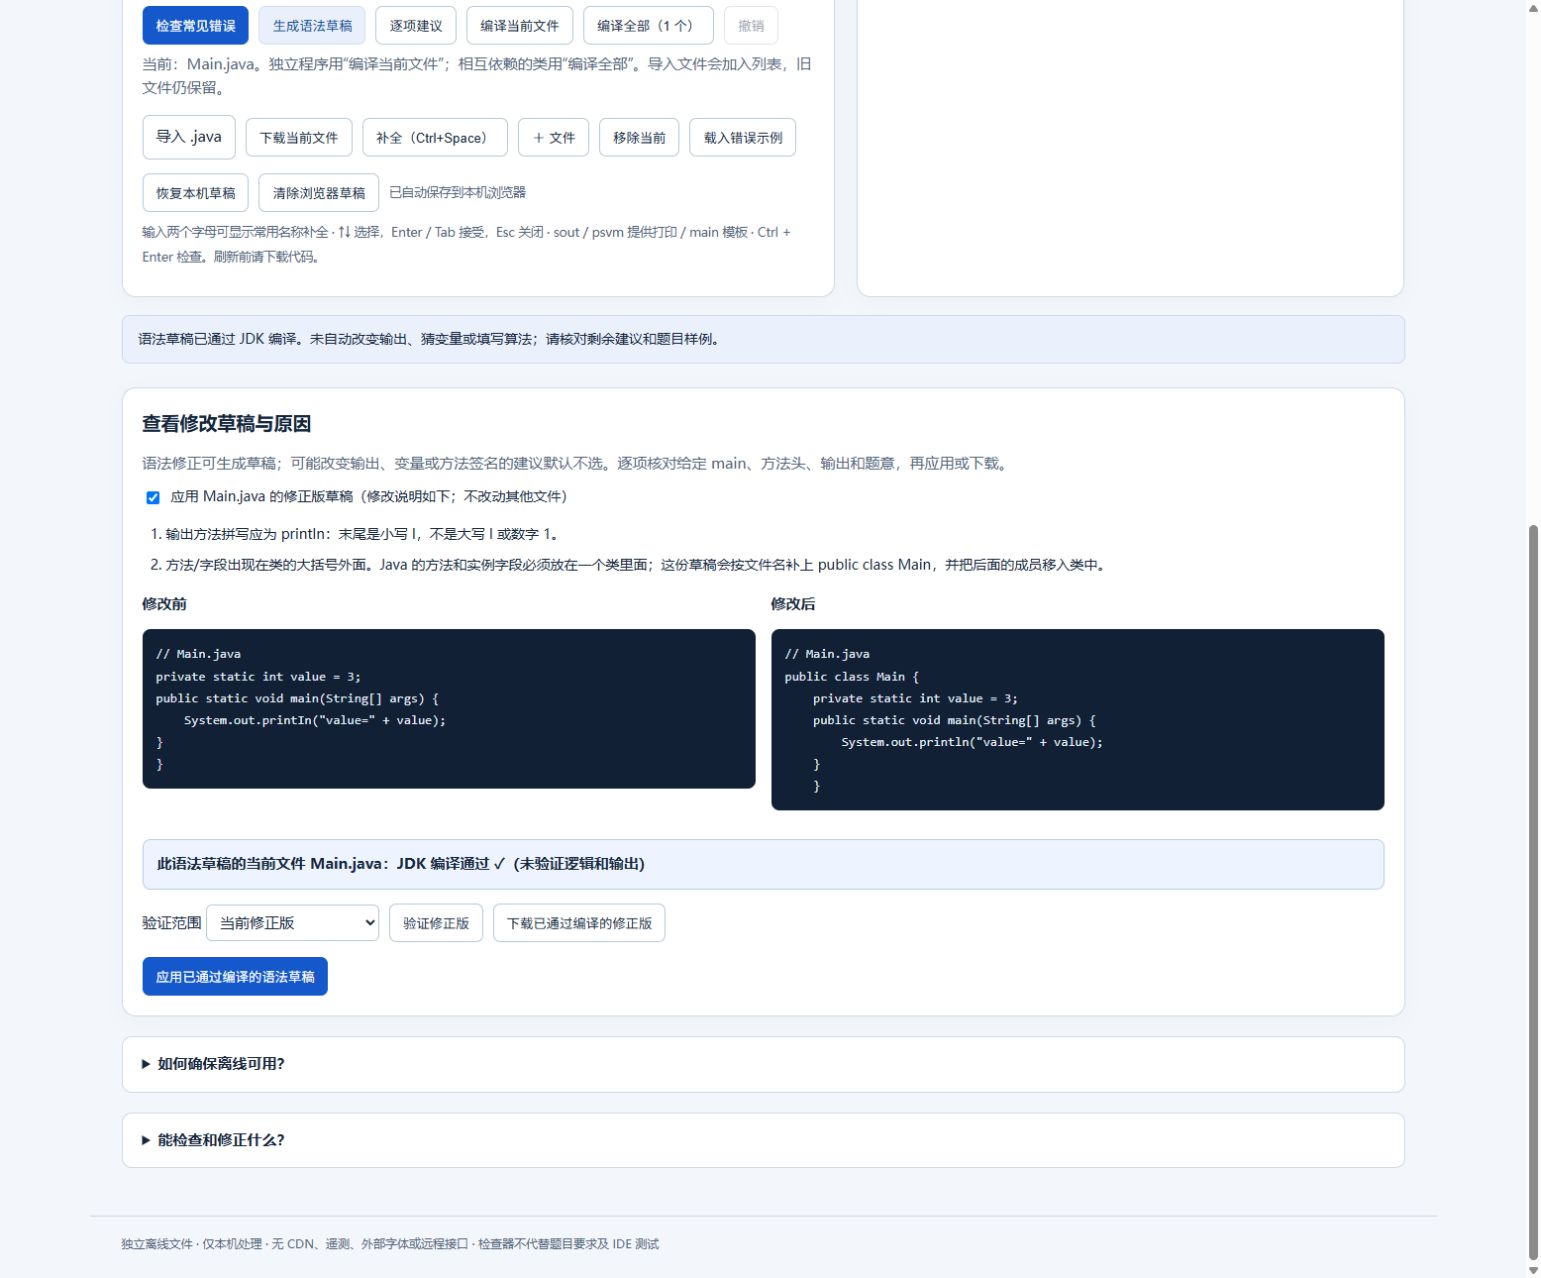 检查常见错误 生成语法草稿 逐项建议 编译当前文件 编译全部（1 个） 撤销
当前：Main.java。独立程序用“编译当前文件”；相互依赖的类用“编译全部”。导入文件会加入列表，旧
文件仍保留。
导入 .java 下载当前文件 补全（Ctrl+Space） ＋ 文件 移除当前 载入错误示例
恢复本机草稿 清除浏览器草稿 已自动保存到本机浏览器
输入两个字母可显示常用名称补全 · ↑↓ 选择，Enter / Tab 接受，Esc 关闭 · sout / psvm 提供打印 / main 模板 · Ctrl +
Enter 检查。刷新前请下载代码。
语法草稿已通过 JDK 编译。未自动改变输出、猜变量或填写算法；请核对剩余建议和题目样例。
查看修改草稿与原因
语法修正可生成草稿；可能改变输出、变量或方法签名的建议默认不选。逐项核对给定 main、方法头、输出和题意，再应用或下载。
应用 Main.java 的修正版草稿（修改说明如下；不改动其他文件）
1. 输出方法拼写应为 println：末尾是小写 l，不是大写 I 或数字 1。
2. 方法/字段出现在类的大括号外面。Java 的方法和实例字段必须放在一个类里面；这份草稿会按文件名补上 public class Main，并把后面的成员移入类中。
修改前
// Main.java
private static int value = 3;
public static void main(String[] args) {
    System.out.printIn("value=" + value);
}
}
修改后
// Main.java
public class Main {
    private static int value = 3;
    public static void main(String[] args) {
        System.out.println("value=" + value);
    }
    }
此语法草稿的当前文件 Main.java：JDK 编译通过 ✓（未验证逻辑和输出）
验证范围 当前修正版 验证修正版 下载已通过编译的修正版
应用已通过编译的语法草稿
▶ 如何确保离线可用？
▶ 能检查和修正什么？
独立离线文件 · 仅本机处理 · 无 CDN、遥测、外部字体或远程接口 · 检查器不代替题目要求及 IDE 测试